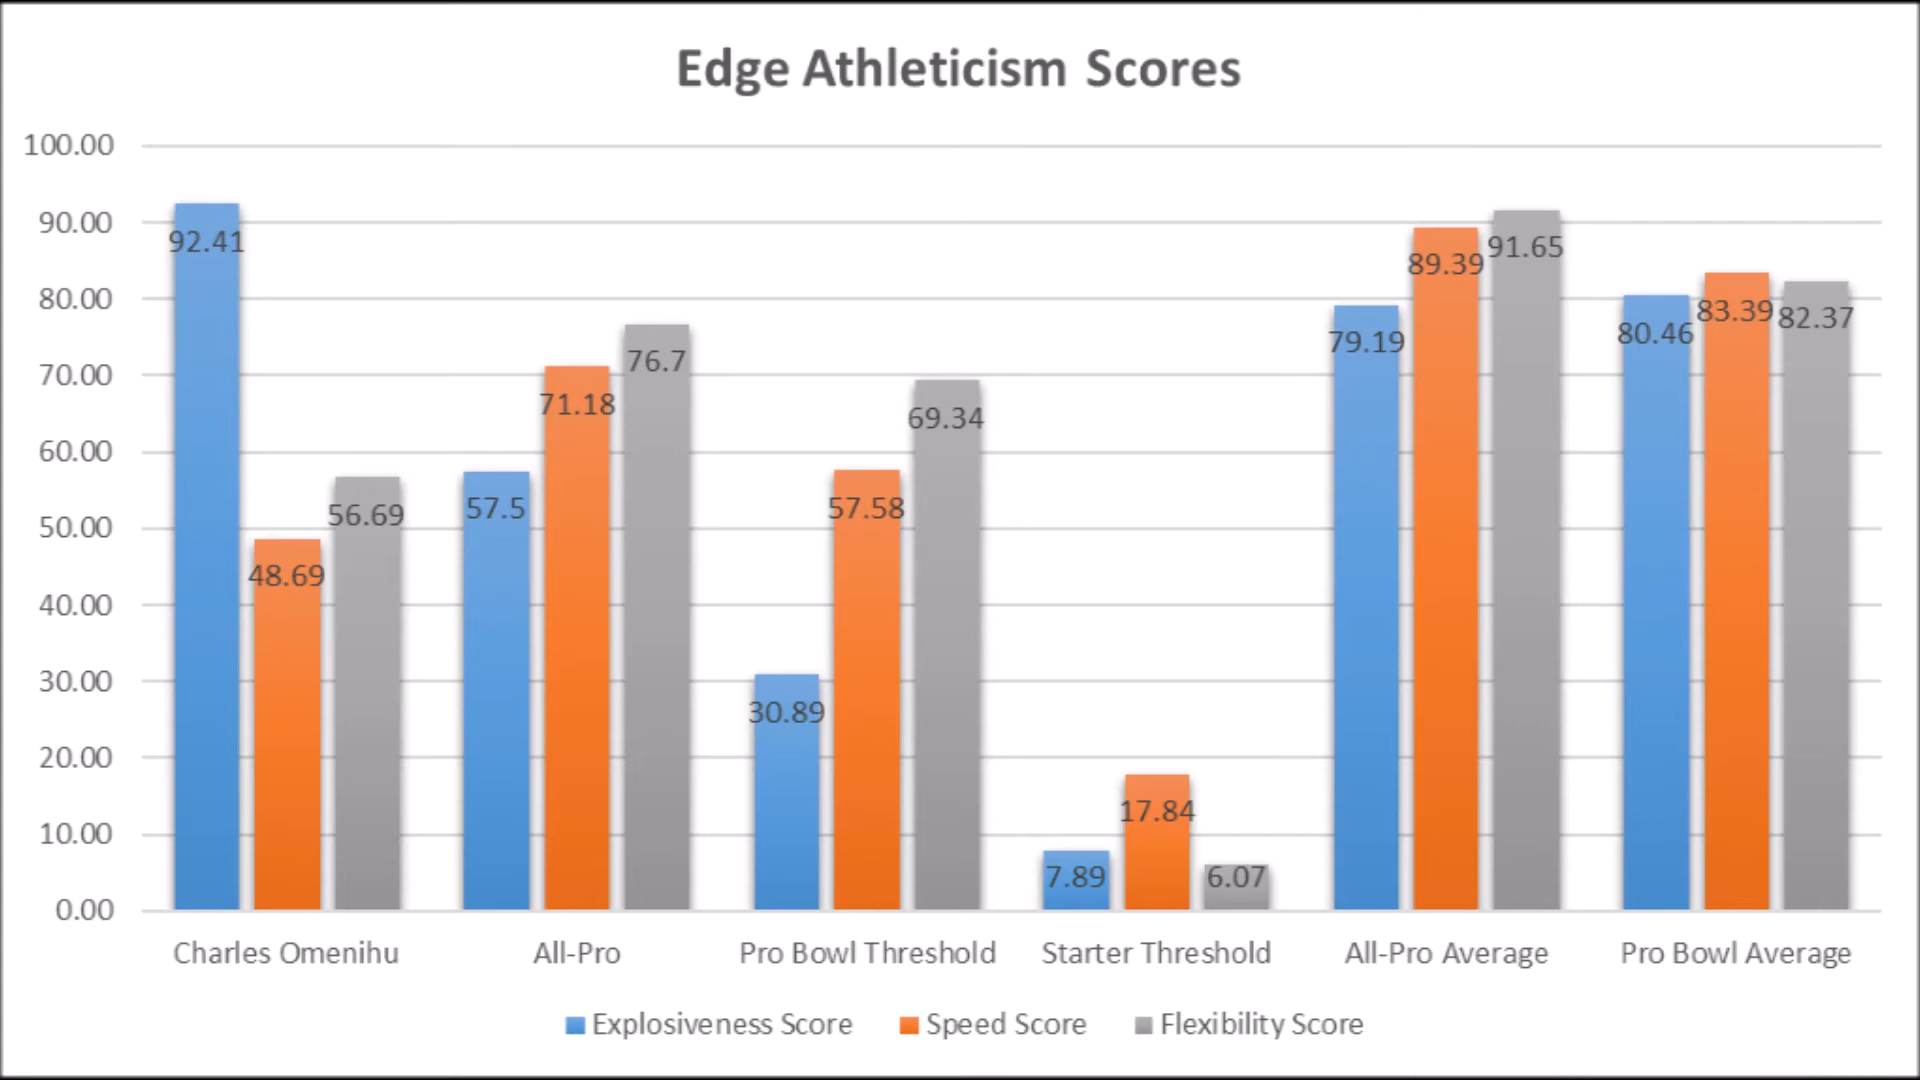 Edge Athleticism Scores
100.00
90.00
80.00
70.00
60.00
50.00
40.00
30.00
20.00
10.00
0.00
92.41
48.69
56.69
57.5
71.18
76.7
30.89
57.58
69.34
7.89
17.84
6.07
79.19
89.39
91.65
80.46
83.39
82.37
Charles Omenihu
All-Pro
Pro Bowl Threshold
Starter Threshold
All-Pro Average
Pro Bowl Average
Explosiveness Score
Speed Score
Flexibility Score